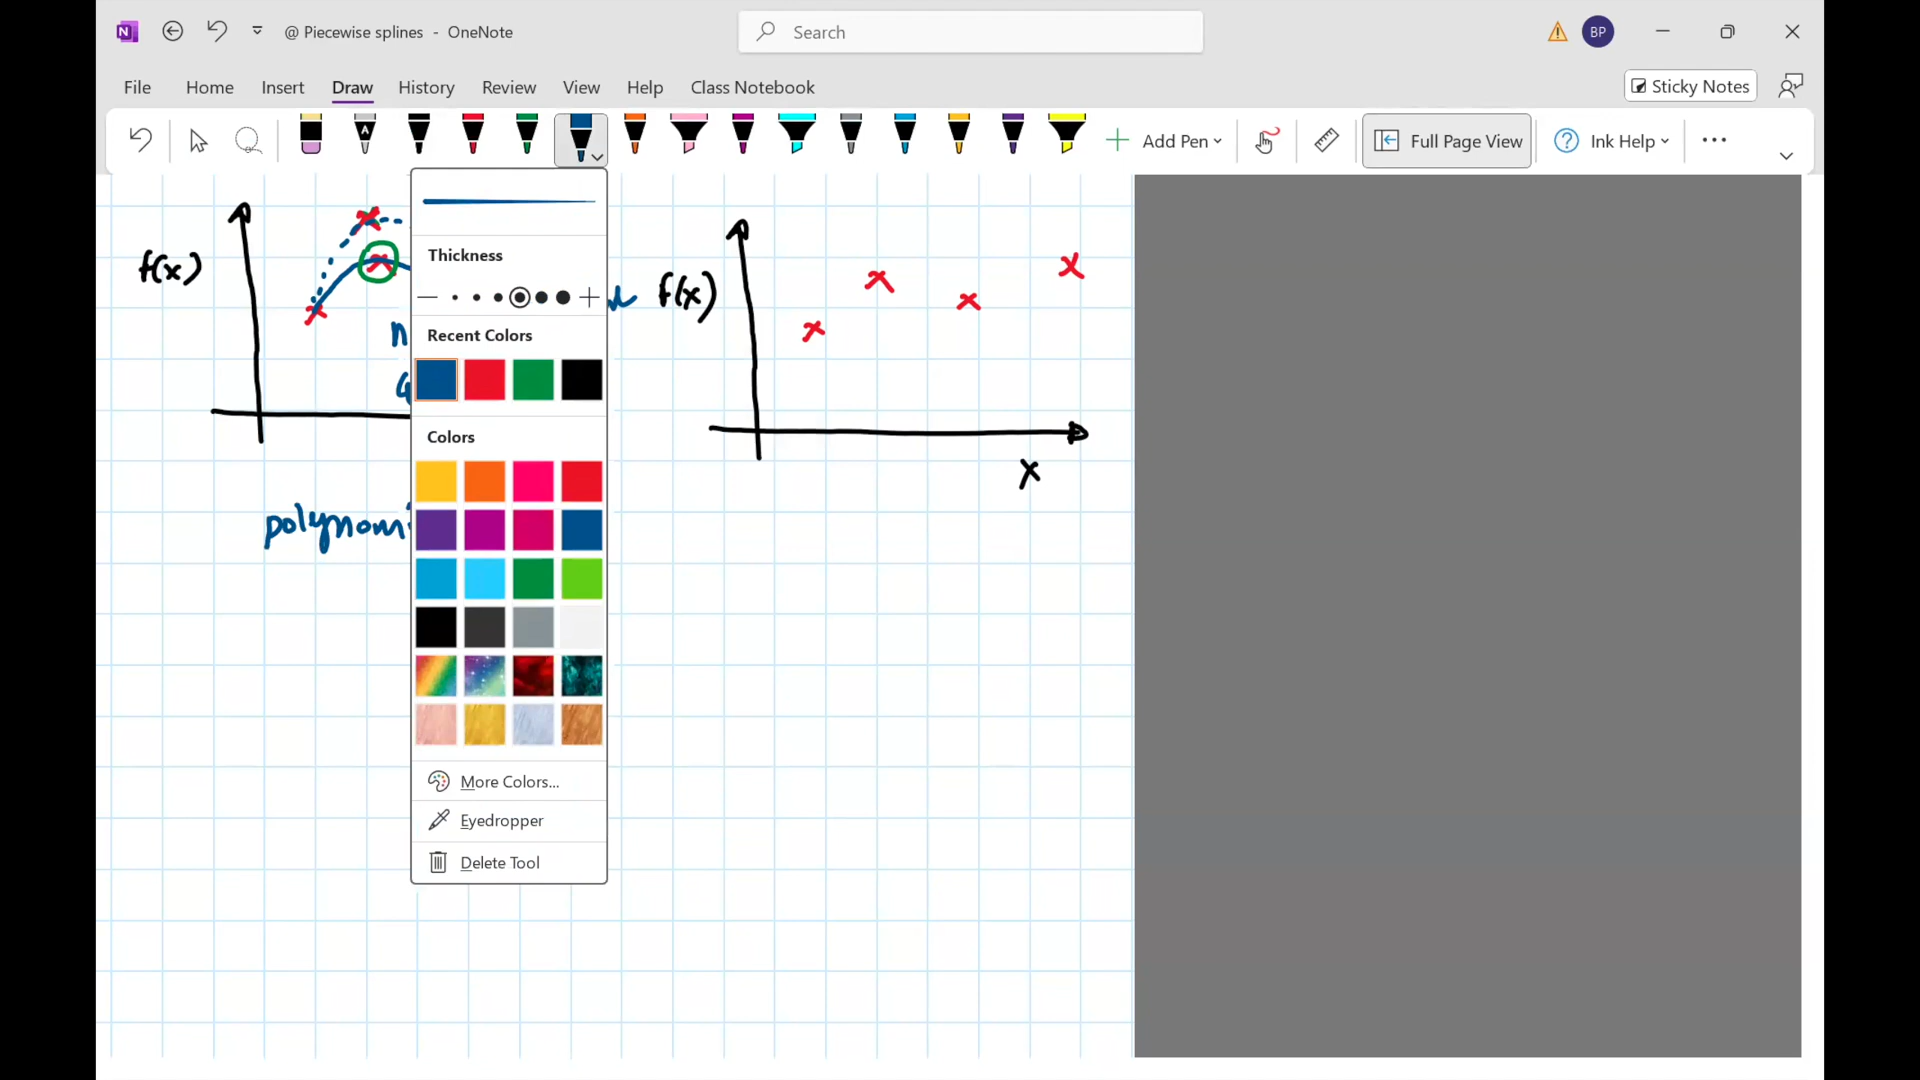 @ Piecewise splines - OneNote
Search
BP
File Home Insert Draw History Review View Help Class Notebook
Sticky Notes
A
Add Pen
Full Page View
Ink Help
f(x)
f(x)
x
Thickness
Recent Colors
Colors
More Colors...
Eyedropper
Delete Tool